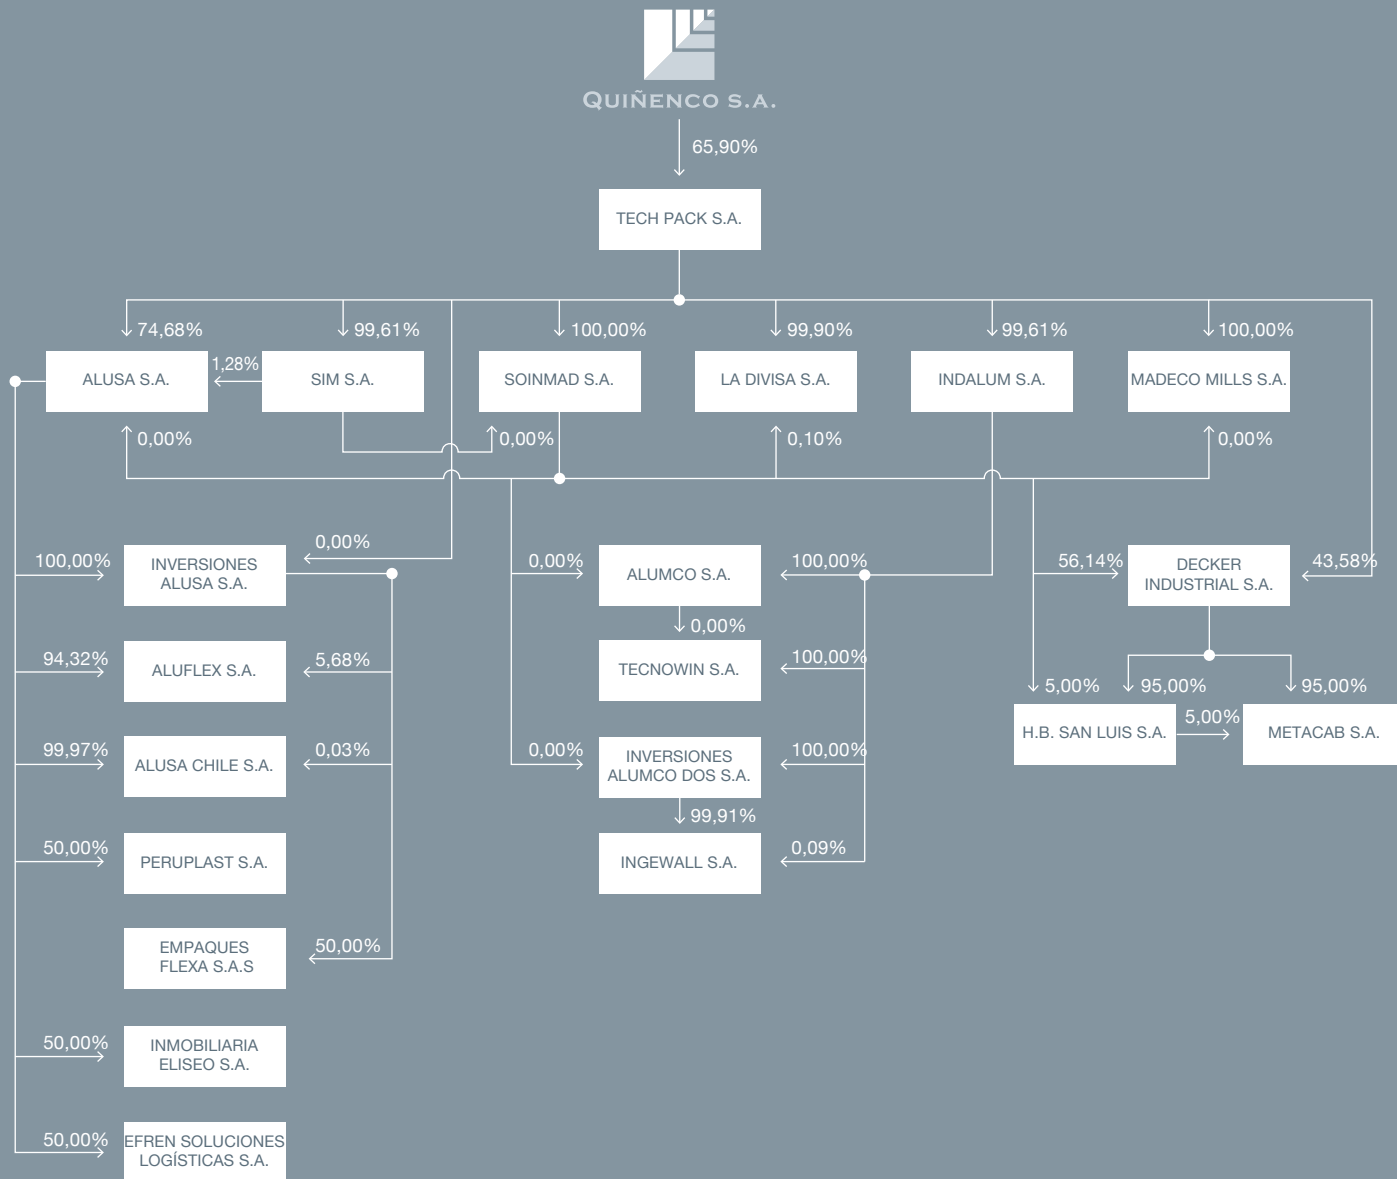 QUIÑENCO S.A.
65,90%
TECH PACK S.A.
74,68%
99,61%
100,00%
99,90%
99,61%
100,00%
ALUSA S.A.
1,28%
SIM S.A.
SOINMAD S.A.
LA DIVISA S.A.
INDALUM S.A.
MADECO MILLS S.A.
0,00%
0,00%
0,10%
0,00%
100,00%
INVERSIONES
ALUSA S.A.
0,00%
0,00%
ALUMCO S.A.
100,00%
56,14%
DECKER
INDUSTRIAL S.A.
43,58%
0,00%
94,32%
ALUFLEX S.A.
5,68%
TECNOWIN S.A.
100,00%
5,00%
95,00%
95,00%
H.B. SAN LUIS S.A.
5,00%
METACAB S.A.
99,97%
ALUSA CHILE S.A.
0,03%
0,00%
INVERSIONES
ALUMCO DOS S.A.
100,00%
99,91%
50,00%
PERUPLAST S.A.
INGEWALL S.A.
0,09%
EMPAQUES
FLEXA S.A.S
50,00%
50,00%
INMOBILIARIA
ELISEO S.A.
50,00%
EFREN SOLUCIONES
LOGÍSTICAS S.A.